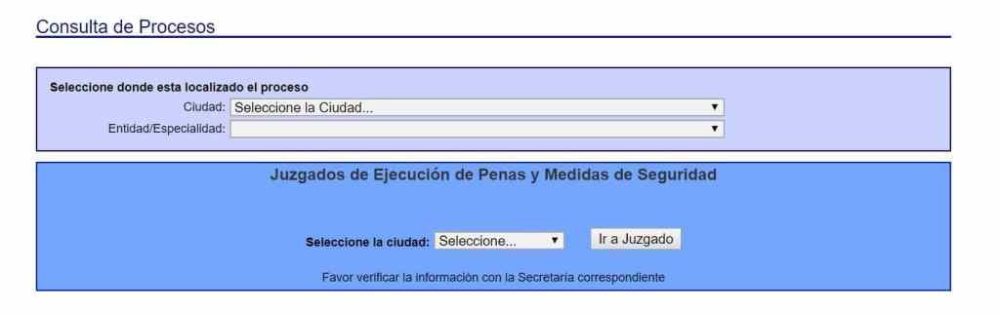 Consulta de Procesos
Seleccione donde esta localizado el proceso
Ciudad: Seleccione la Ciudad...
Entidad/Especialidad:
Juzgados de Ejecución de Penas y Medidas de Seguridad
Seleccione la ciudad: Seleccione... Ir a Juzgado
Favor verificar la información con la Secretaría correspondiente